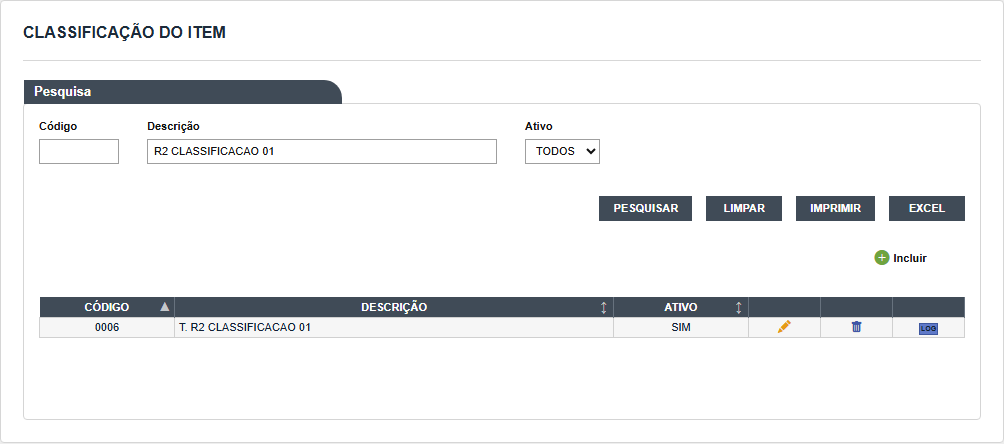 CLASSIFICAÇÃO DO ITEM
Pesquisa
Código Descrição Ativo
R2 CLASSIFICACAO 01 TODOS
PESQUISAR LIMPAR IMPRIMIR EXCEL
Incluir
CÓDIGO DESCRIÇÃO ATIVO
0006 T. R2 CLASSIFICACAO 01 SIM LOG